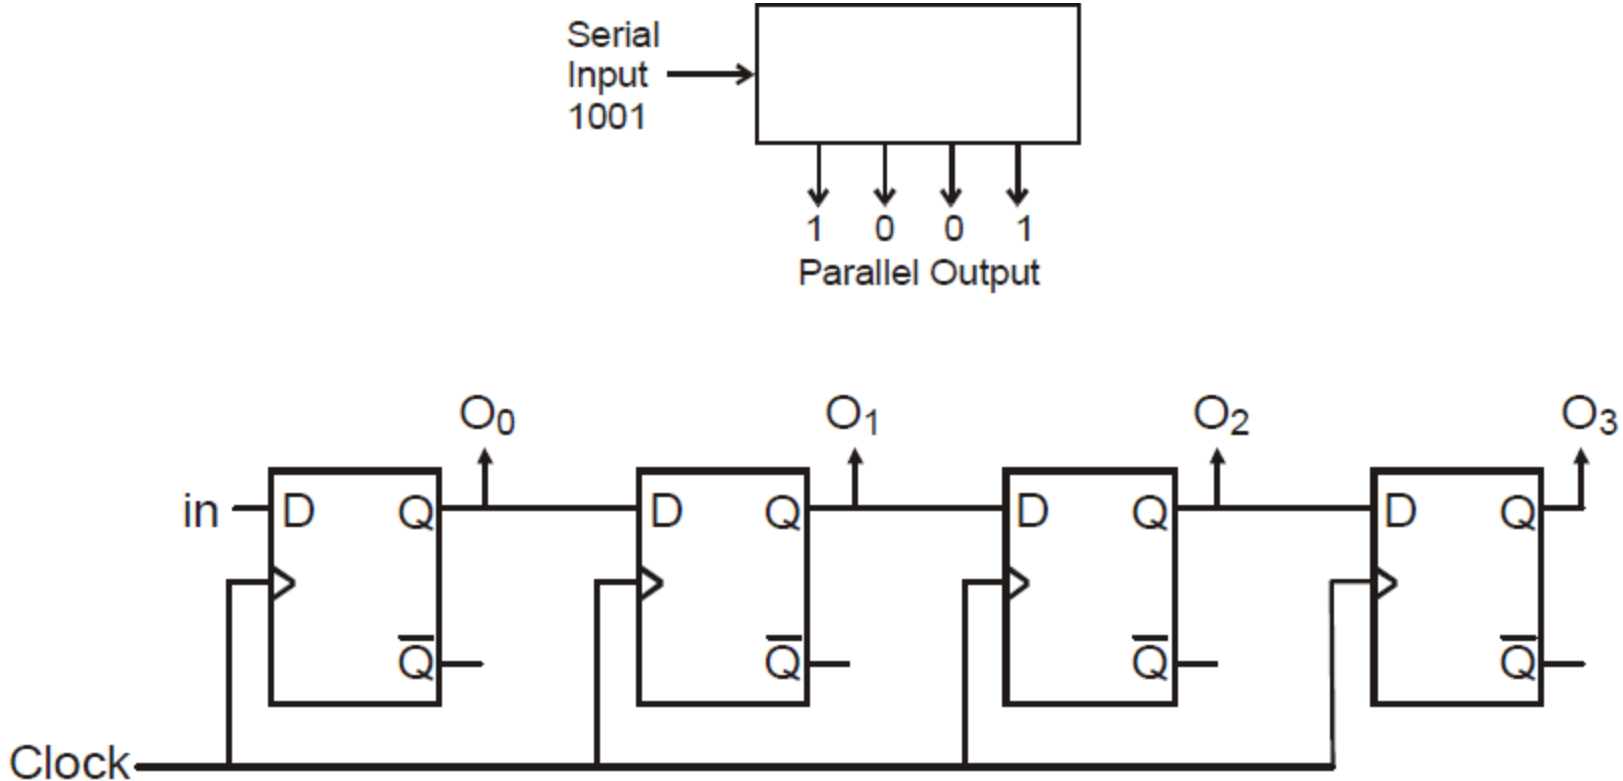 Serial
Input
1001
1 0 0 1
Parallel Output
O₀ O₁ O₂ O₃
in D Q D Q D Q D Q
Q̅ Q̅ Q̅ Q̅
Clock